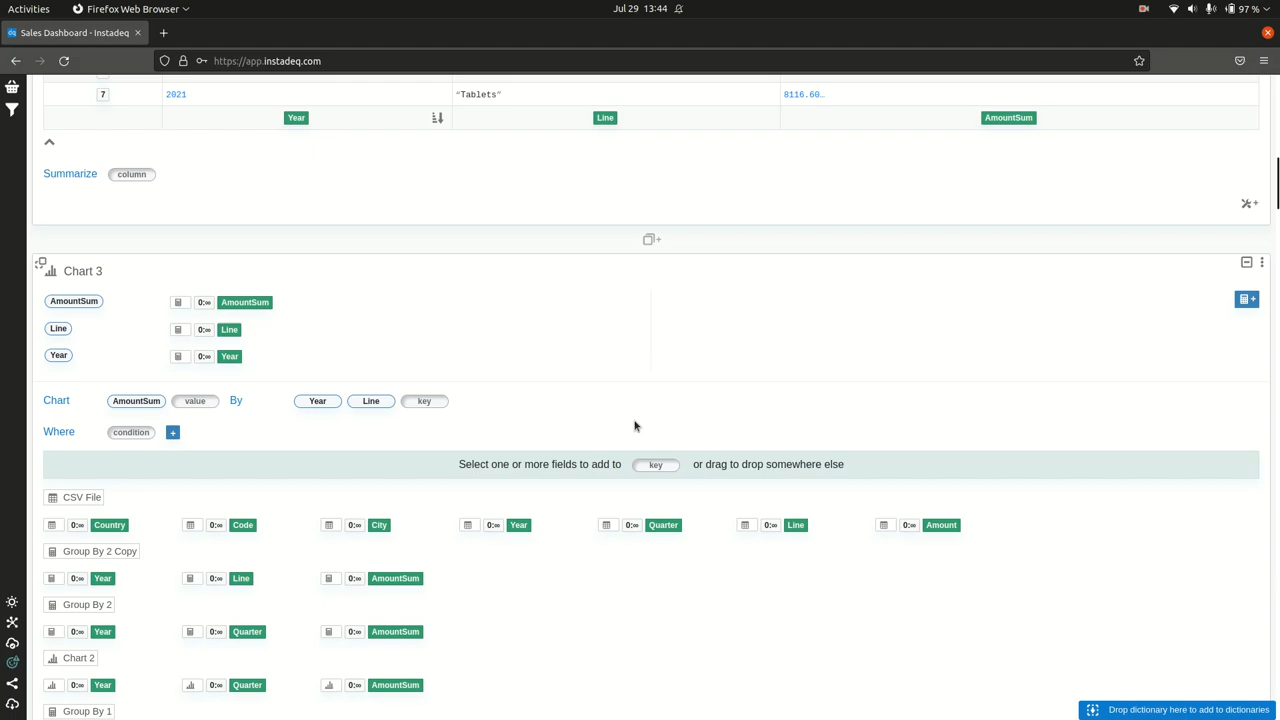 Activities Firefox Web Browser Jul 29 13:44 97 %
Sales Dashboard - Instadeq
https://app.instadeq.com
7 2021 “Tablets” 8116.60…
Year Line AmountSum
Summarize column
Chart 3
AmountSum 0:∞ AmountSum
Line 0:∞ Line
Year 0:∞ Year
Chart AmountSum value By Year Line key
Where condition +
Select one or more fields to add to key or drag to drop somewhere else
CSV File
0:∞ Country 0:∞ Code 0:∞ City 0:∞ Year 0:∞ Quarter 0:∞ Line 0:∞ Amount
Group By 2 Copy
0:∞ Year 0:∞ Line 0:∞ AmountSum
Group By 2
0:∞ Year 0:∞ Quarter 0:∞ AmountSum
Chart 2
0:∞ Year 0:∞ Quarter 0:∞ AmountSum
Group By 1
Drop dictionary here to add to dictionaries